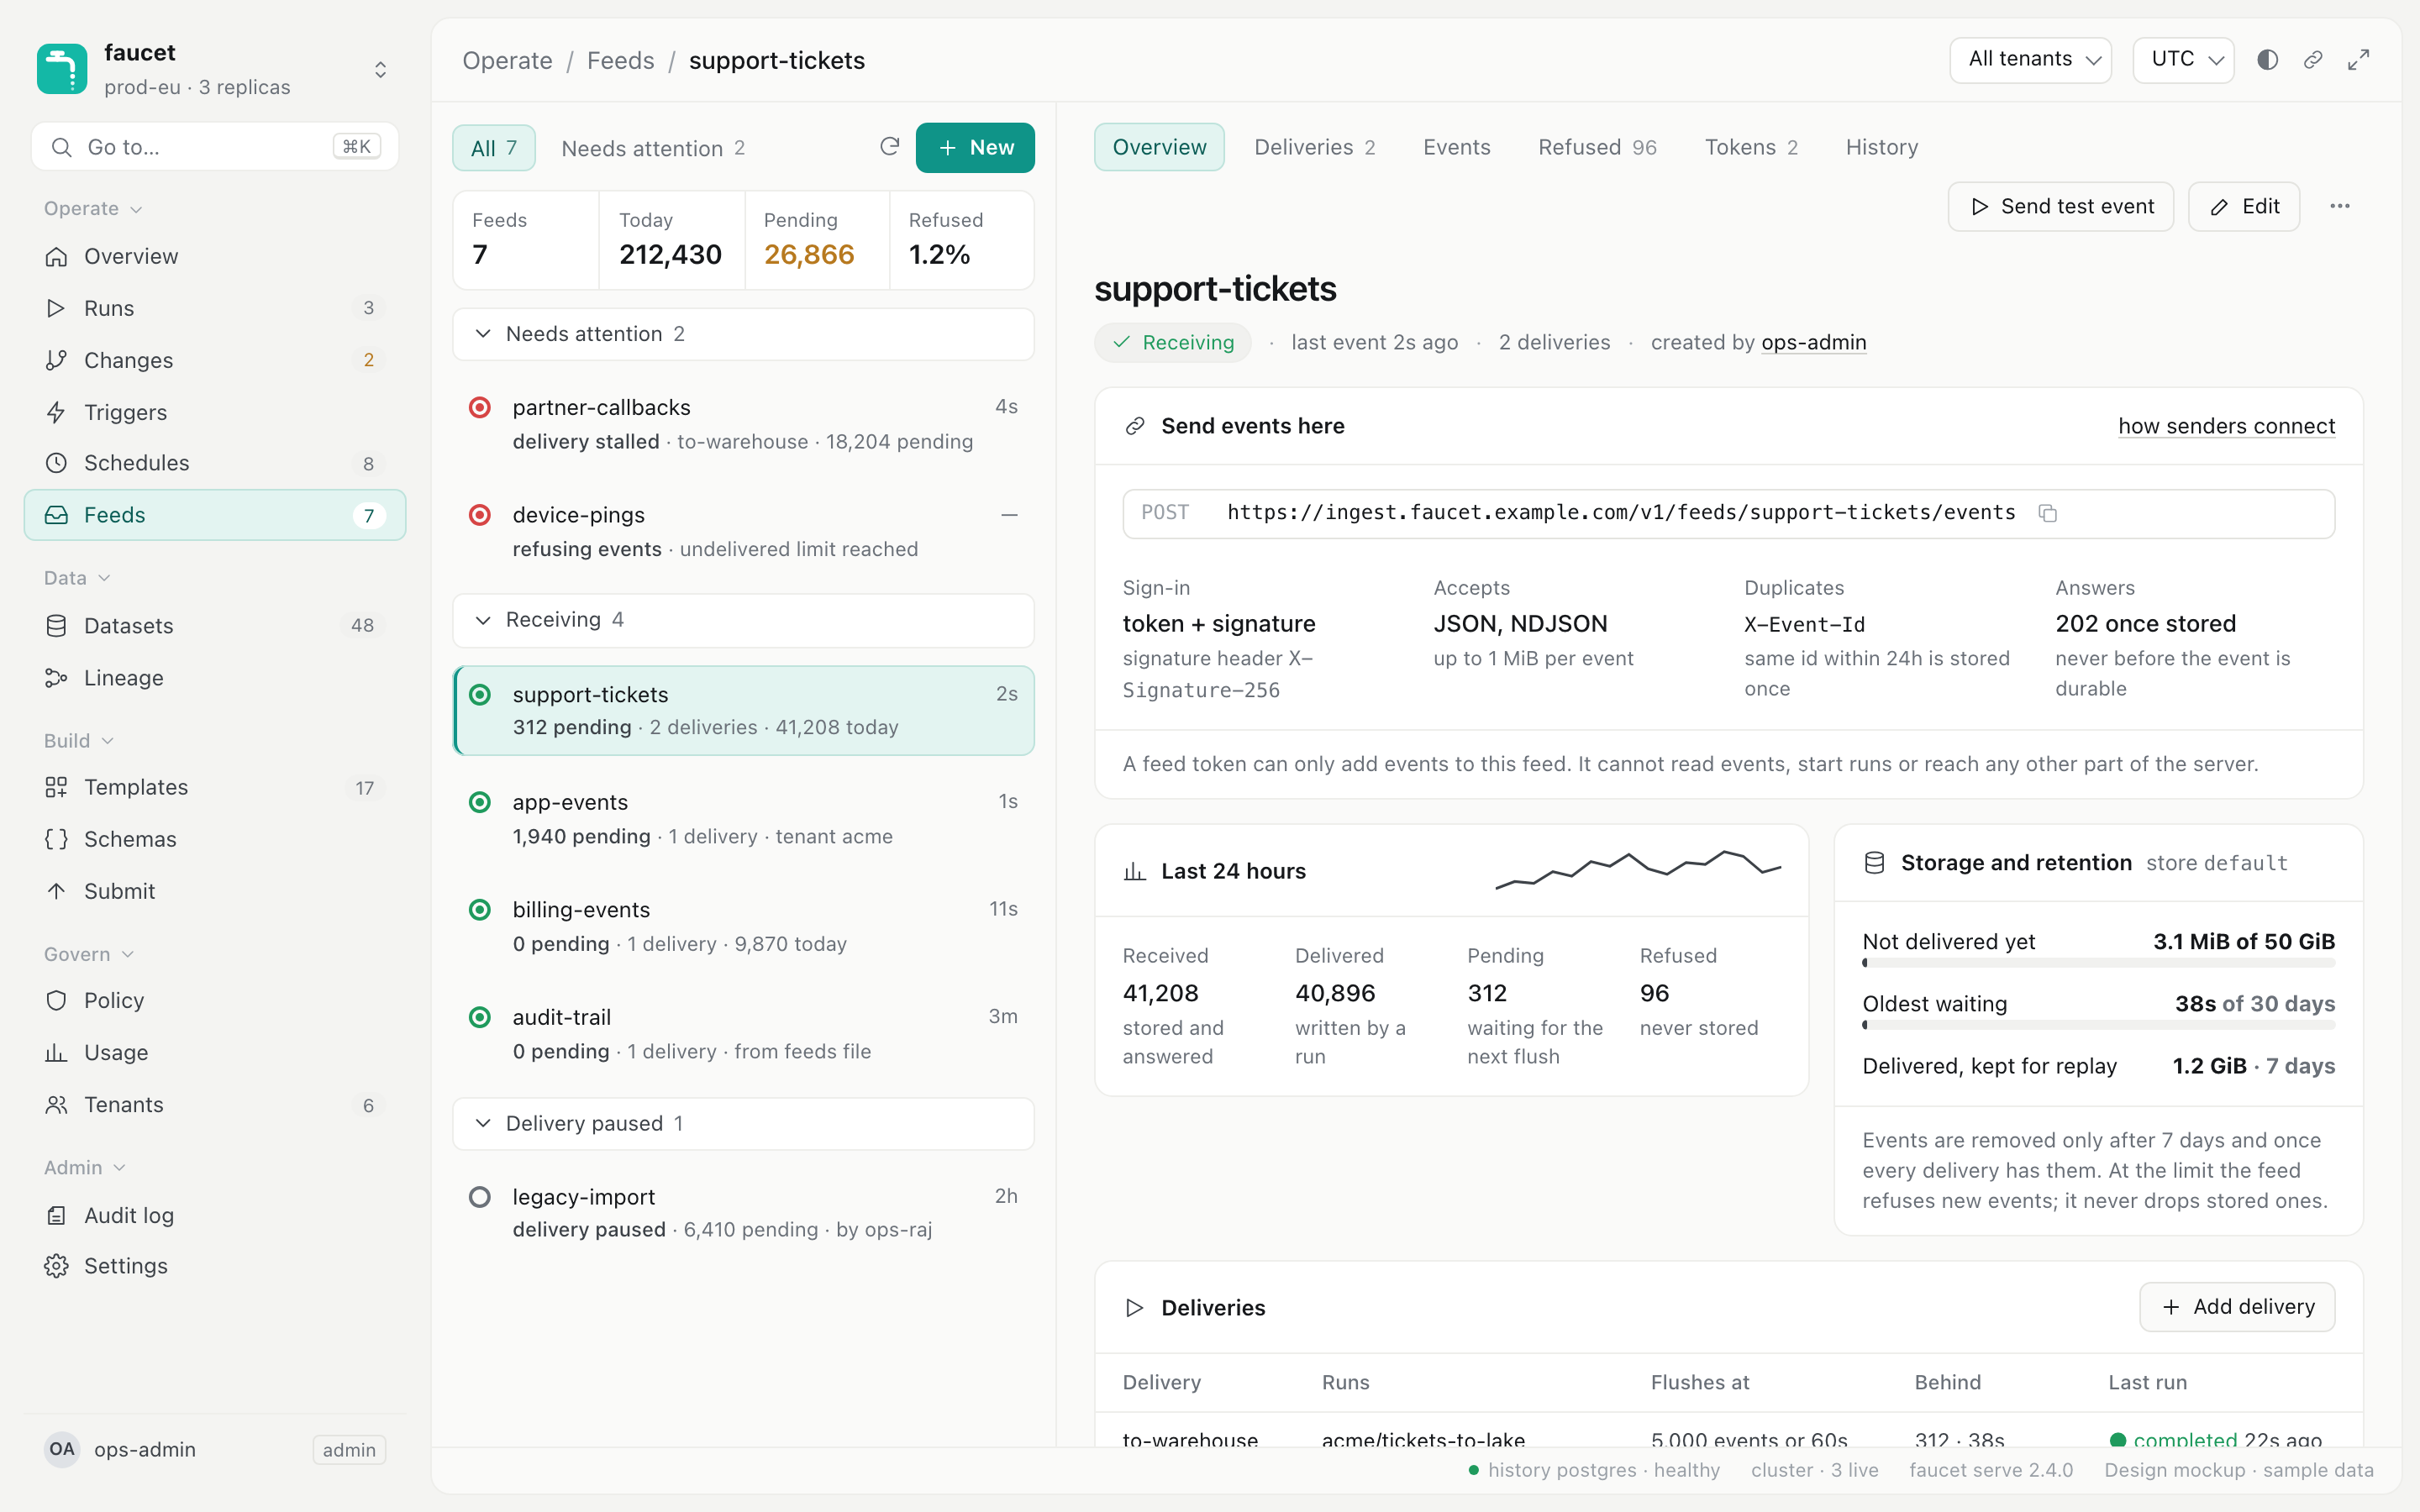 faucet
prod-eu · 3 replicas
Go to...
⌘K
Operate
Overview
Runs 3
Changes 2
Triggers
Schedules 8
Feeds 7
Data
Datasets 48
Lineage
Build
Templates 17
Schemas
Submit
Govern
Policy
Usage
Tenants 6
Admin
Audit log
Settings
OA ops-admin admin
Operate / Feeds / support-tickets
All tenants
UTC
All 7
Needs attention 2
New
Feeds
7
Today
212,430
Pending
26,866
Refused
1.2%
Needs attention 2
partner-callbacks 4s
delivery stalled · to-warehouse · 18,204 pending
device-pings —
refusing events · undelivered limit reached
Receiving 4
support-tickets 2s
312 pending · 2 deliveries · 41,208 today
app-events 1s
1,940 pending · 1 delivery · tenant acme
billing-events 11s
0 pending · 1 delivery · 9,870 today
audit-trail 3m
0 pending · 1 delivery · from feeds file
Delivery paused 1
legacy-import 2h
delivery paused · 6,410 pending · by ops-raj
Overview
Deliveries 2
Events
Refused 96
Tokens 2
History
Send test event
Edit
support-tickets
Receiving · last event 2s ago · 2 deliveries · created by ops-admin
Send events here
how senders connect
POST https://ingest.faucet.example.com/v1/feeds/support-tickets/events
Sign-in
token + signature
signature header X-
Signature-256
Accepts
JSON, NDJSON
up to 1 MiB per event
Duplicates
X-Event-Id
same id within 24h is stored
once
Answers
202 once stored
never before the event is
durable
A feed token can only add events to this feed. It cannot read events, start runs or reach any other part of the server.
Last 24 hours
Received
41,208
stored and
answered
Delivered
40,896
written by a
run
Pending
312
waiting for the
next flush
Refused
96
never stored
Storage and retention store default
Not delivered yet 3.1 MiB of 50 GiB
Oldest waiting 38s of 30 days
Delivered, kept for replay 1.2 GiB · 7 days
Events are removed only after 7 days and once
every delivery has them. At the limit the feed
refuses new events; it never drops stored ones.
Deliveries
Add delivery
Delivery Runs Flushes at Behind Last run
to-warehouse acme/tickets-to-lake 5,000 events or 60s 312 · 38s completed 22s ago
history postgres · healthy cluster · 3 live faucet serve 2.4.0 Design mockup · sample data